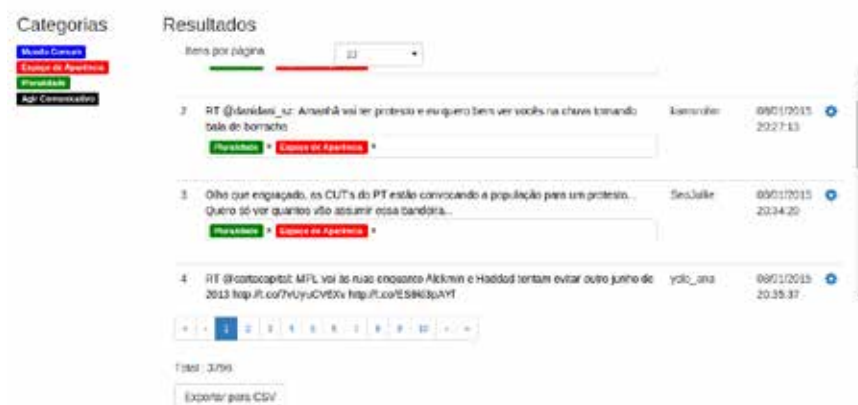 Categorias
Mundo Comum
Espaço de Aparência
Pluralidade
Agir Comunicativo
Resultados
Itens por página
2 RT @danidani_sz: Amanhã vai ter protesto e eu quero bem ver vocês na chuva tomando
bala de borracha 08/01/2015
20:27:13
Pluralidade x Espaço de Aparência x
3 Olha que engraçado, as CUT's do PT estão convocando a população para um protesto...
Quero só ver quantos vão assumir essa bandeira... 08/01/2015
20:34:20
Pluralidade x Espaço de Aparência x
4 RT @cartacapital: MPL vai às ruas enquanto Alckmin e Haddad tentam evitar outro junho de
2013 yolo_ana 08/01/2015
20:35:37
« ‹ 1 2 3 4 5 6 7 8 9 10 › »
Total : 3796
Exportar para CSV